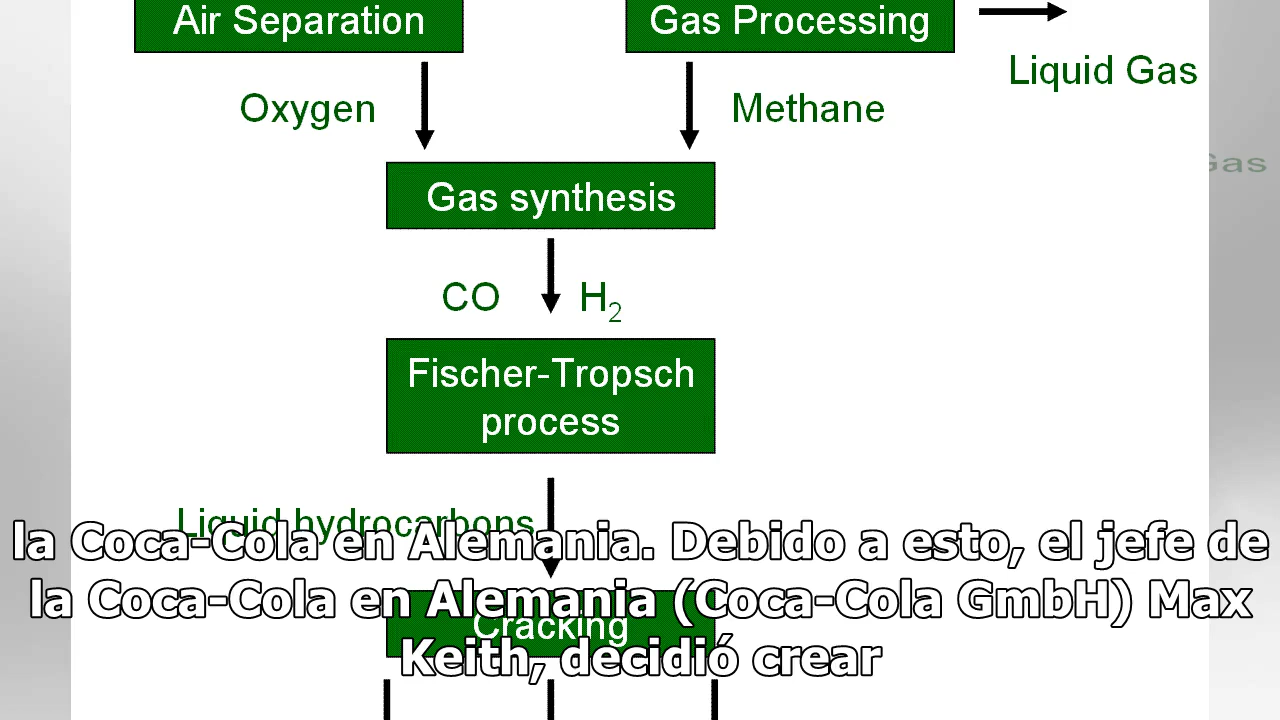 Air Separation
Gas Processing
Liquid Gas
Oxygen
Methane
Gas
Gas synthesis
CO
H₂
Fischer-Tropsch
process
Liquid hydrocarbons
la Coca-Cola en Alemania. Debido a esto, el jefe de
la Coca-Cola en Alemania (Coca-Cola GmbH) Max
Keith, decidió crear
Cracking